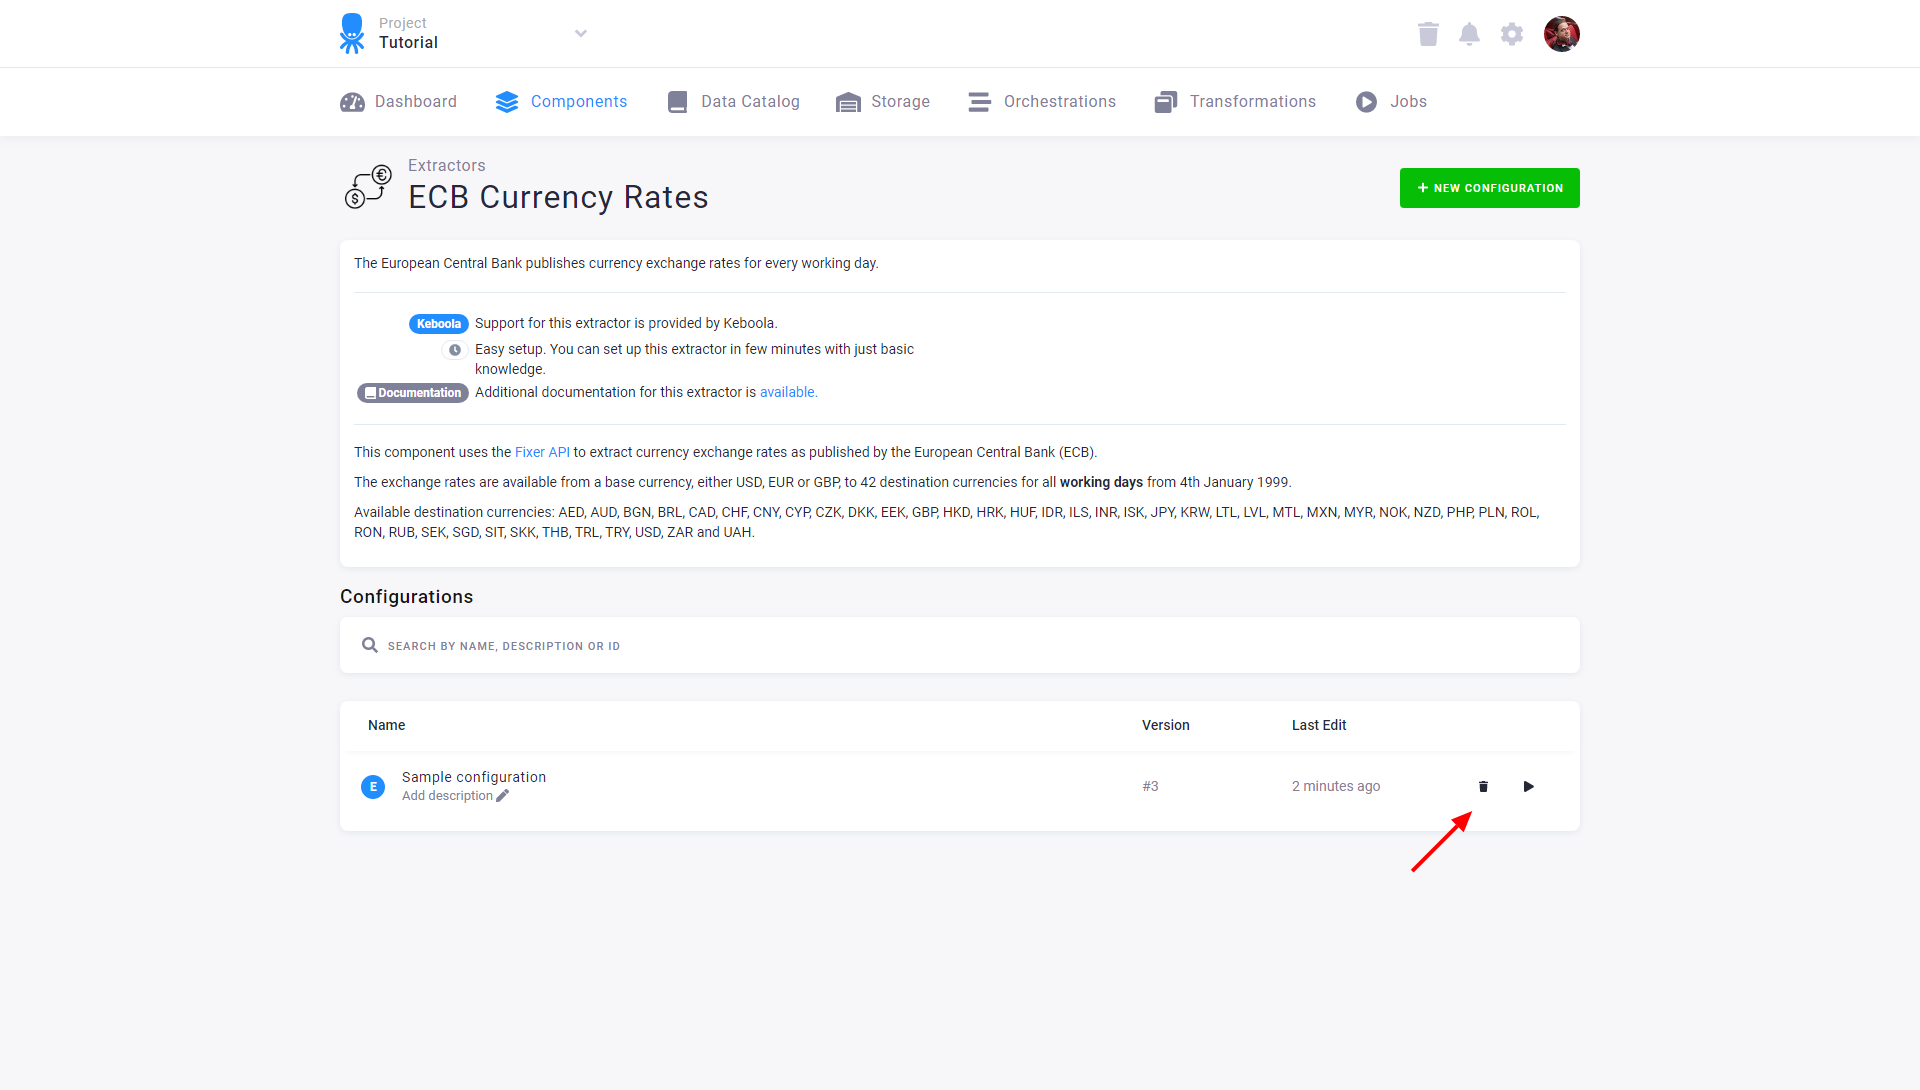 Project
Tutorial
Dashboard
Components
Data Catalog
Storage
Orchestrations
Transformations
Jobs
Extractors
ECB Currency Rates
+ NEW CONFIGURATION
The European Central Bank publishes currency exchange rates for every working day.
Keboola Support for this extractor is provided by Keboola.
Easy setup. You can set up this extractor in few minutes with just basic
knowledge.
Documentation Additional documentation for this extractor is available.
This component uses the Fixer API to extract currency exchange rates as published by the European Central Bank (ECB).
The exchange rates are available from a base currency, either USD, EUR or GBP, to 42 destination currencies for all working days from 4th January 1999.
Available destination currencies: AED, AUD, BGN, BRL, CAD, CHF, CNY, CYP, CZK, DKK, EEK, GBP, HKD, HRK, HUF, IDR, ILS, INR, ISK, JPY, KRW, LTL, LVL, MTL, MXN, MYR, NOK, NZD, PHP, PLN, ROL,
RON, RUB, SEK, SGD, SIT, SKK, THB, TRL, TRY, USD, ZAR and UAH.
Configurations
SEARCH BY NAME, DESCRIPTION OR ID
Name Version Last Edit
E Sample configuration #3 2 minutes ago
Add description